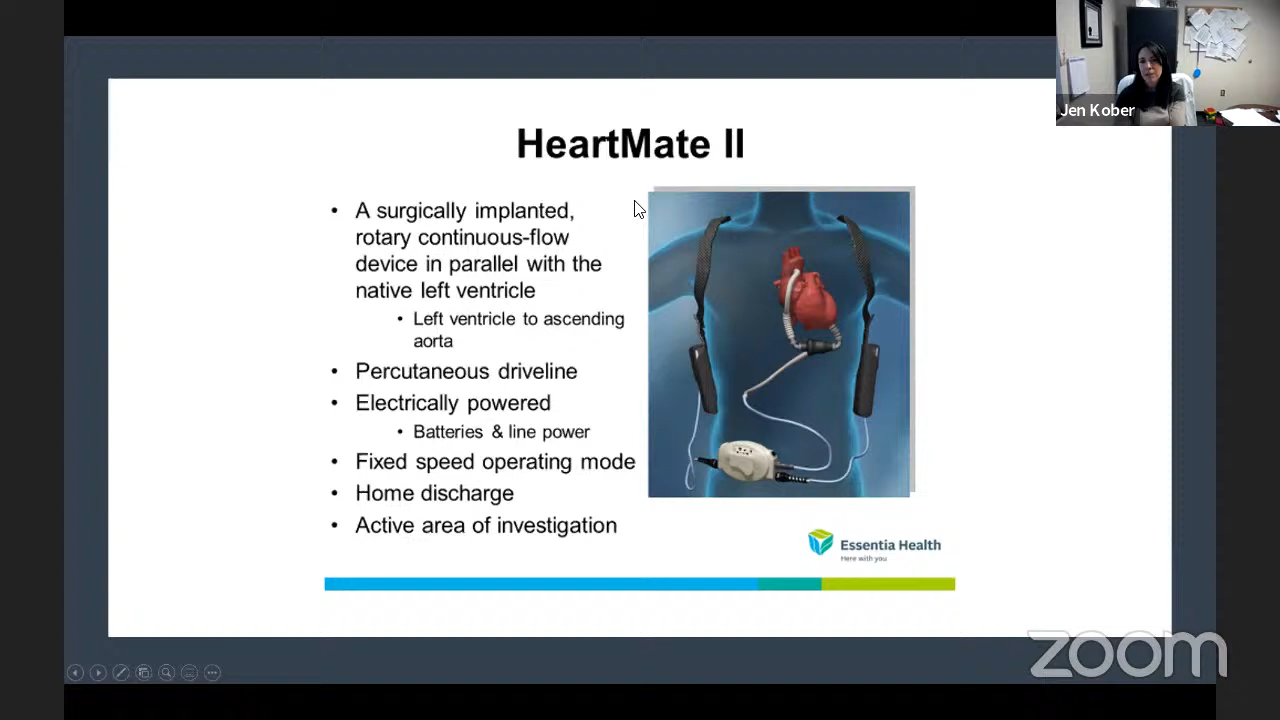 Jen Kober
HeartMate II
• A surgically implanted,
rotary continuous-flow
device in parallel with the
native left ventricle
• Left ventricle to ascending
aorta
• Percutaneous driveline
• Electrically powered
• Batteries & line power
• Fixed speed operating mode
• Home discharge
• Active area of investigation
Essentia Health
Here with you
zoom